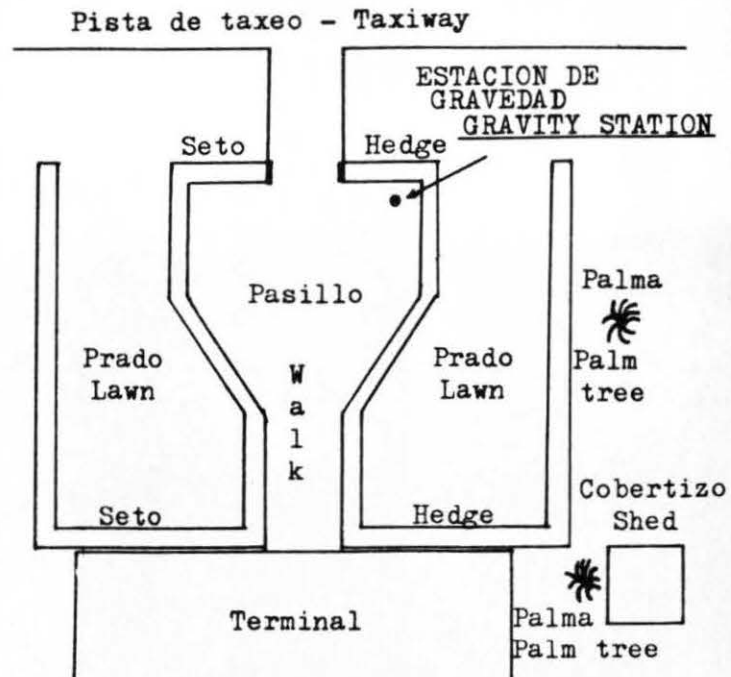 Pista de taxeo - Taxiway
ESTACION DE
GRAVEDAD
GRAVITY STATION
Seto
Hedge
Pasillo
Walk
Palma
Palm
tree
Prado
Lawn
Prado
Lawn
Cobertizo
Shed
Seto
Hedge
Terminal
Palma
Palm tree